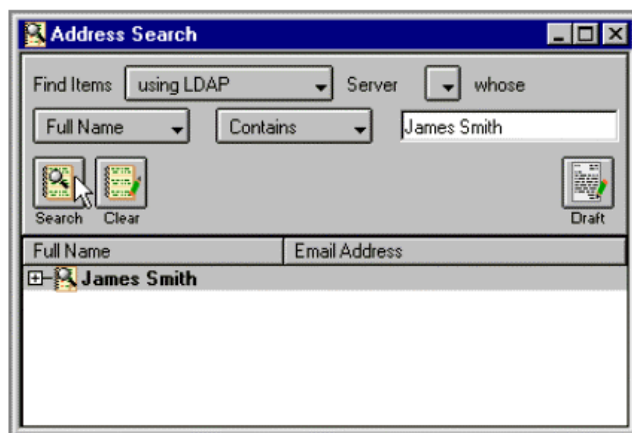 Address Search
Find Items using LDAP Server whose
Full Name Contains James Smith
Search Clear Draft
Full Name Email Address
James Smith